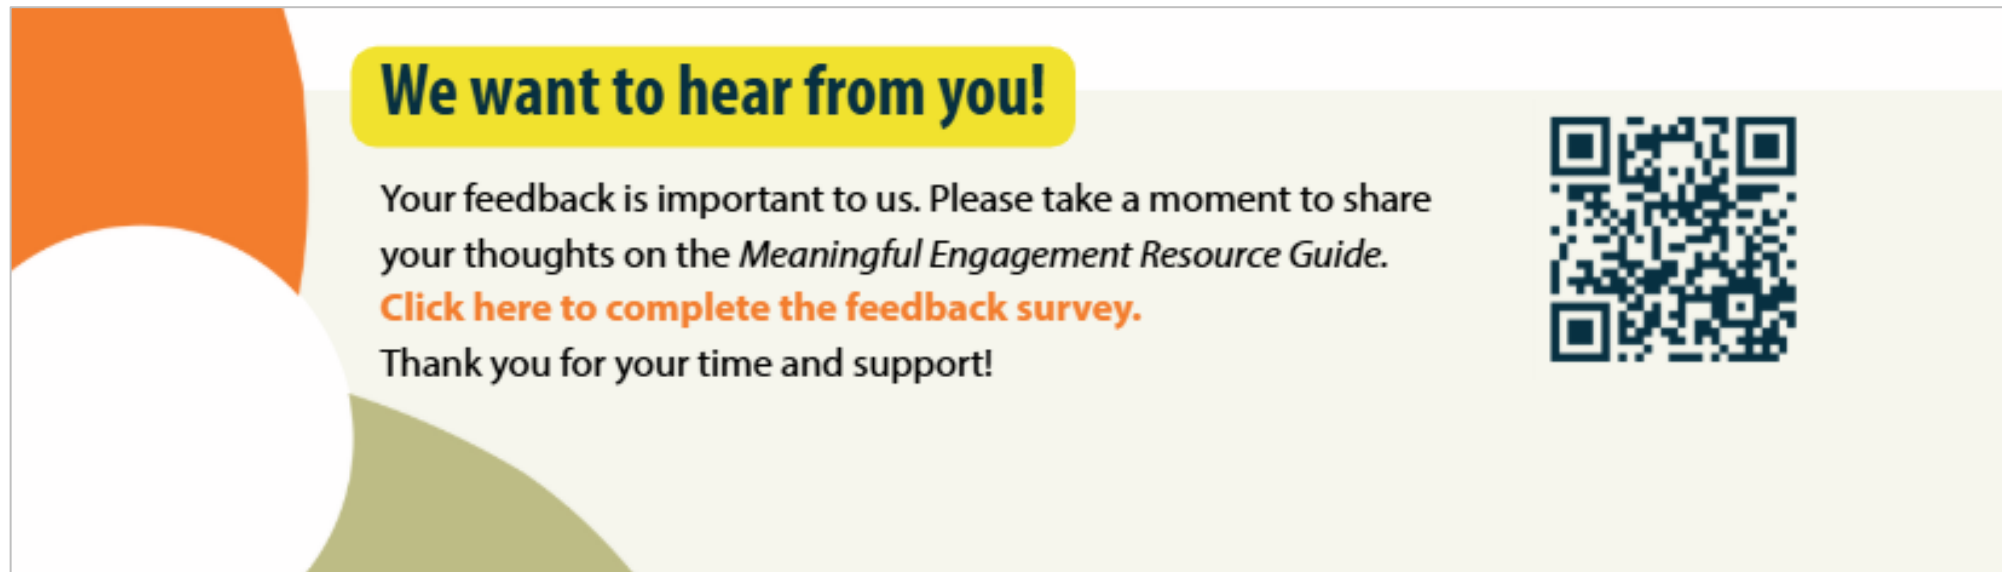 We want to hear from you!
Your feedback is important to us. Please take a moment to share
your thoughts on the Meaningful Engagement Resource Guide.
Click here to complete the feedback survey.
Thank you for your time and support!